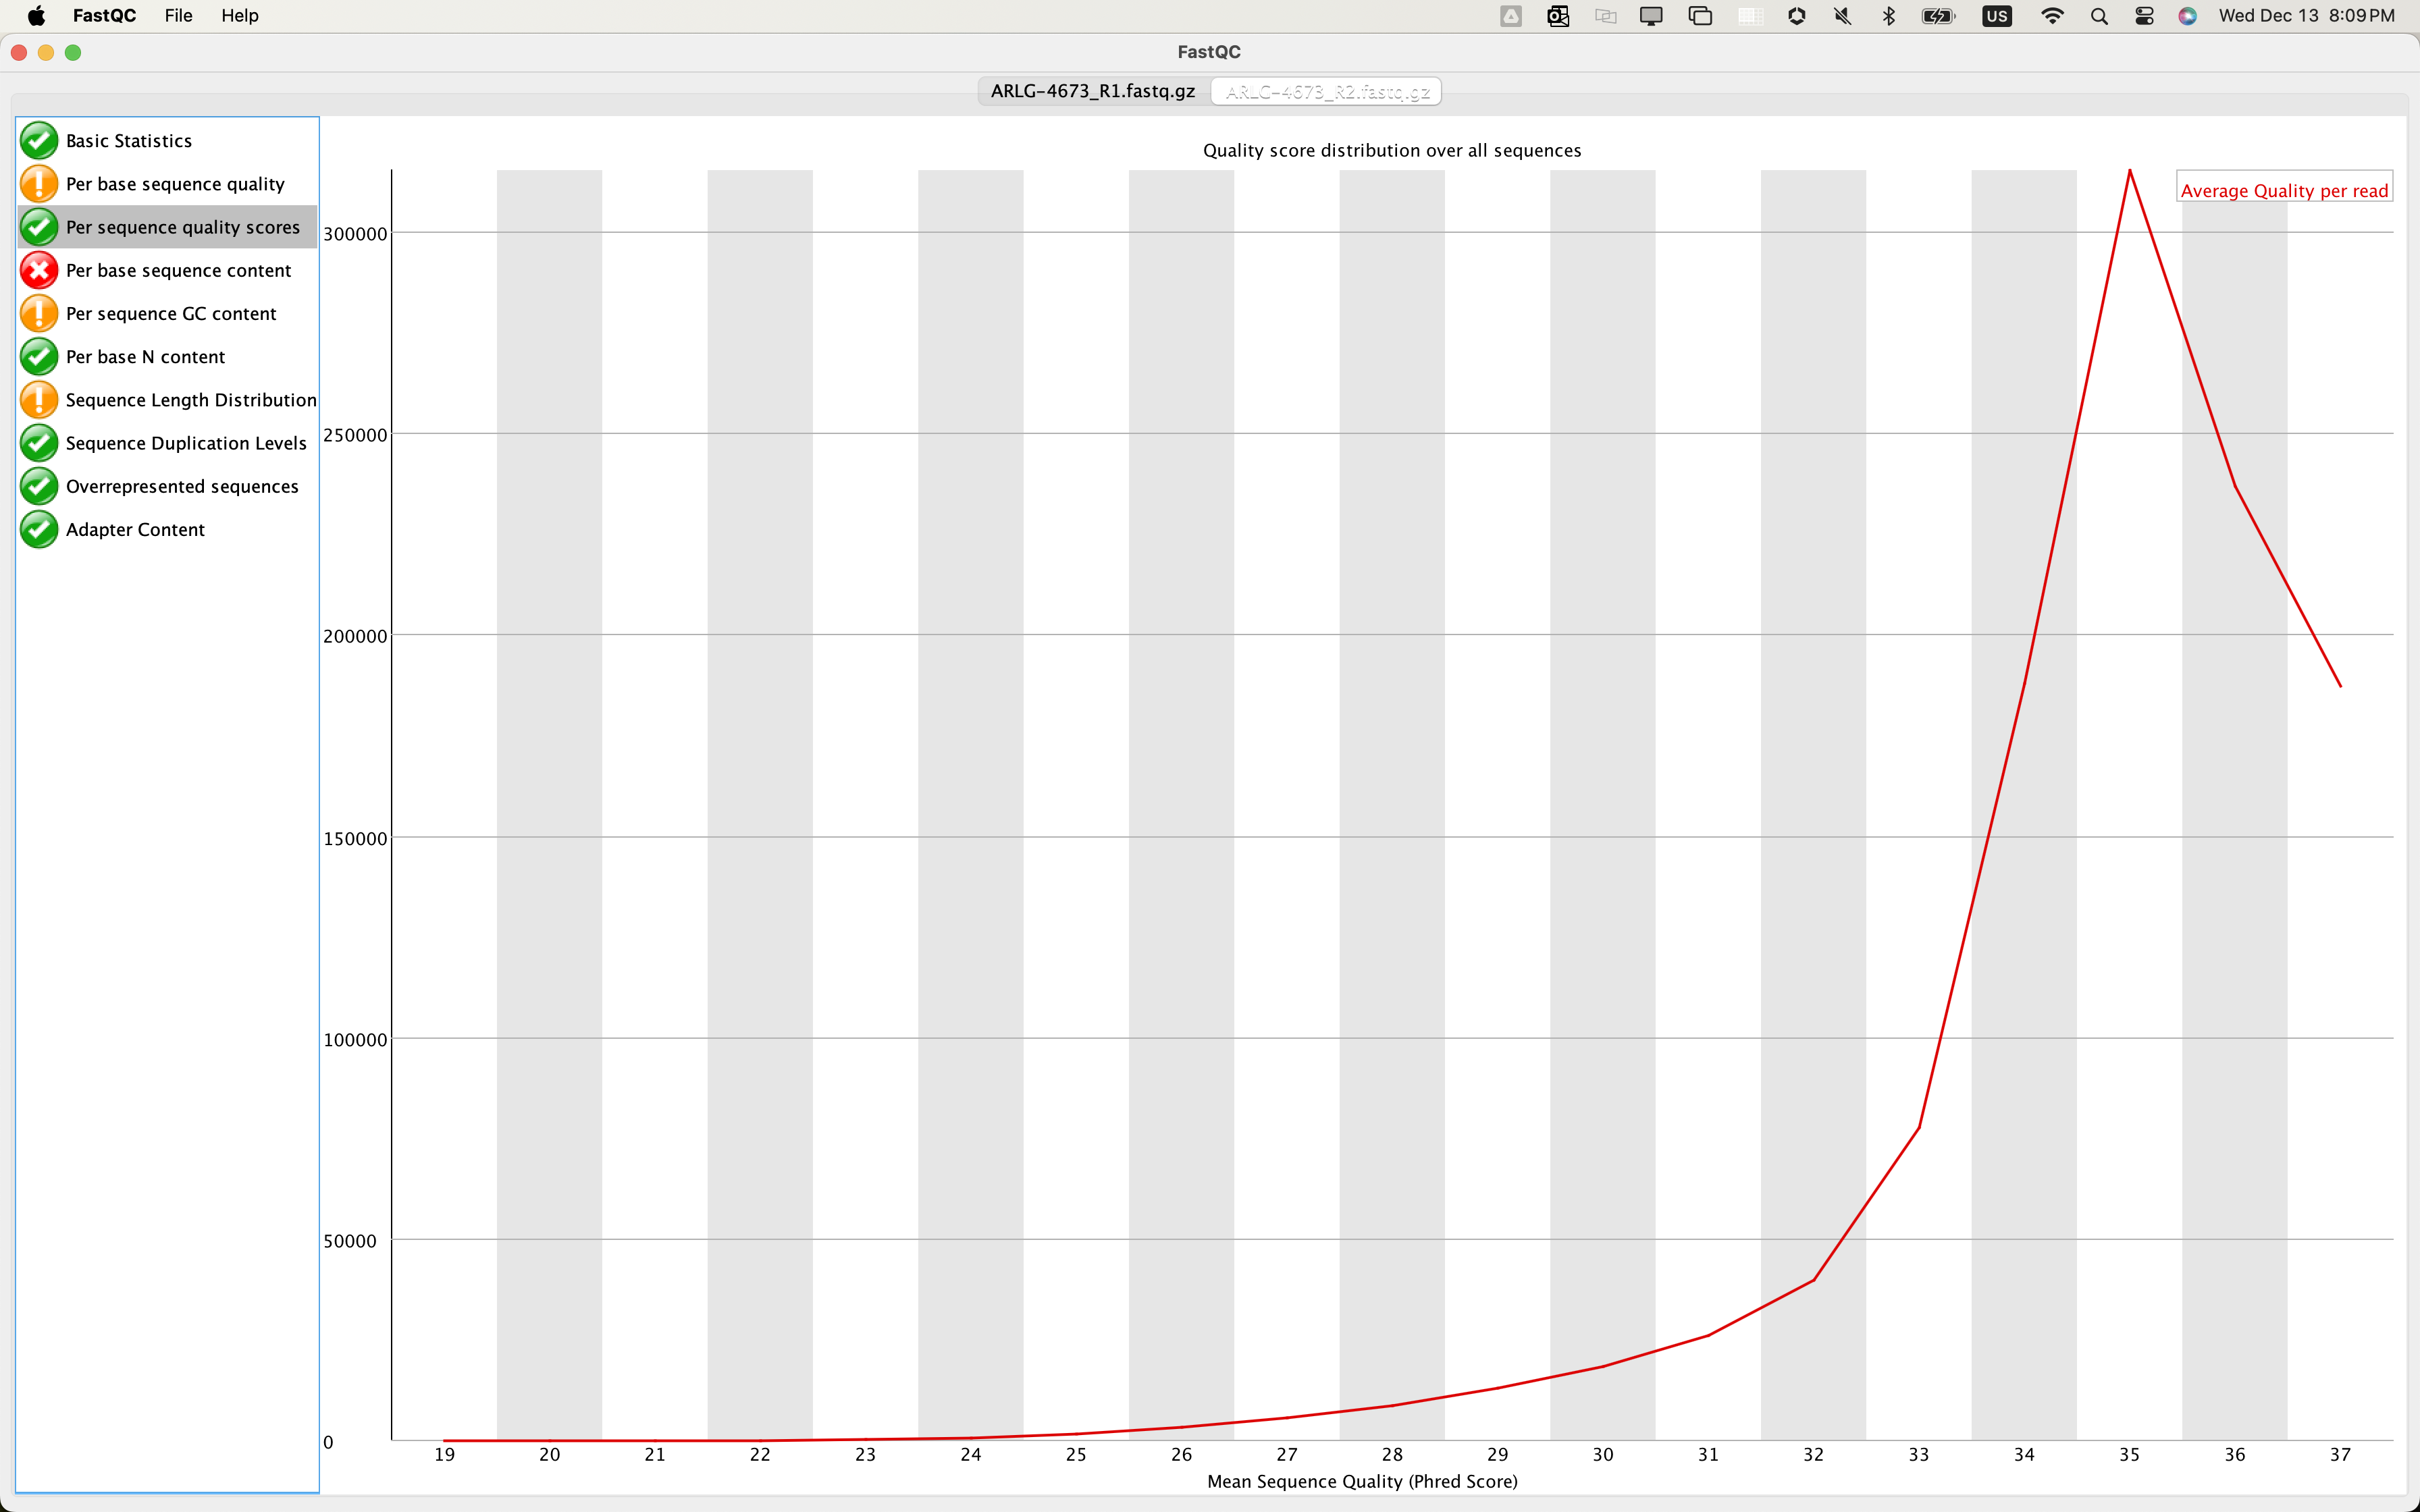 FastQC File Help US Wed Dec 13 8:09 PM
FastQC
ARLG-4673_R1.fastq.gz ARLG-4673_R2.fastq.gz
Basic Statistics
Per base sequence quality
Per sequence quality scores
Per base sequence content
Per sequence GC content
Per base N content
Sequence Length Distribution
Sequence Duplication Levels
Overrepresented sequences
Adapter Content
Quality score distribution over all sequences
Average Quality per read
300000
250000
200000
150000
100000
50000
0
19 20 21 22 23 24 25 26 27 28 29 30 31 32 33 34 35 36 37
Mean Sequence Quality (Phred Score)